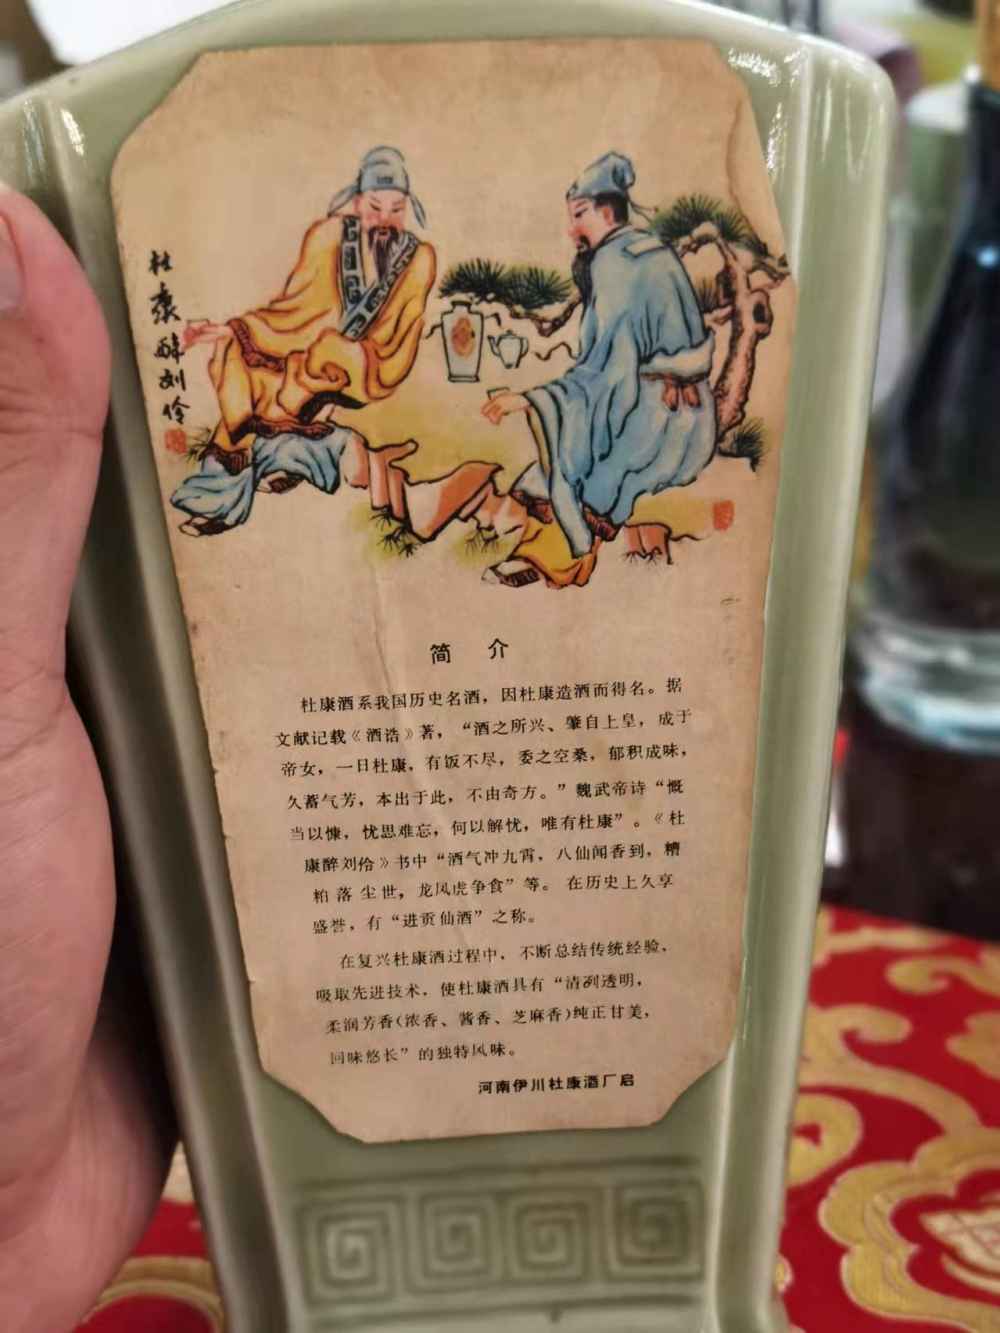 杜康醉刘伶
简 介
杜康酒系我国历史名酒，因杜康造酒而得名。据
文献记载《酒诰》著，“酒之所兴、肇自上皇，成于
帝女，一日杜康，有饭不尽，委之空桑，郁积成味，
久蓄气芳，本出于此，不由奇方。”魏武帝诗“慨
当以慷，忧思难忘，何以解忧，唯有杜康”。《杜
康醉刘伶》书中“酒气冲九霄，八仙闻香到，糟
粕落尘世，龙凤虎争食”等。在历史上久享
盛誉，有“进贡仙酒”之称。
在复兴杜康酒过程中，不断总结传统经验，
吸取先进技术，使杜康酒具有“清冽透明，
柔润芳香(浓香、酱香、芝麻香)纯正甘美，
回味悠长”的独特风味。
河南伊川杜康酒厂启